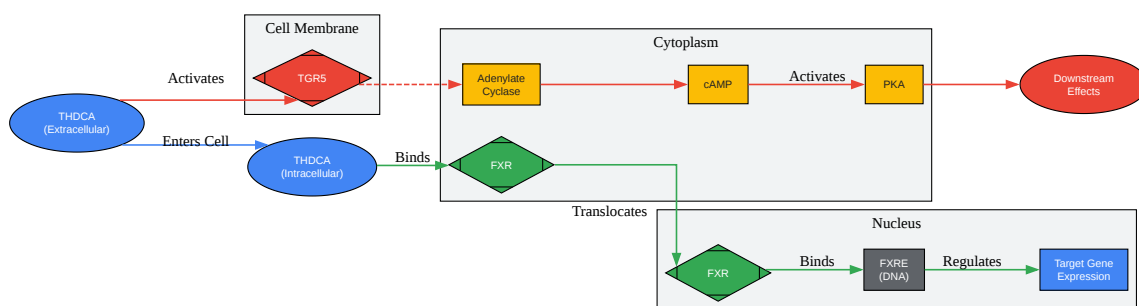 Cell Membrane
Cytoplasm
Activates
TGR5
Adenylate
Cyclase
cAMP
Activates
PKA
Downstream
Effects
THDCA
(Extracellular)
Enters Cell
THDCA
(Intracellular)
Binds
FXR
Translocates
Nucleus
FXR
Binds
FXRE
(DNA)
Regulates
Target Gene
Expression